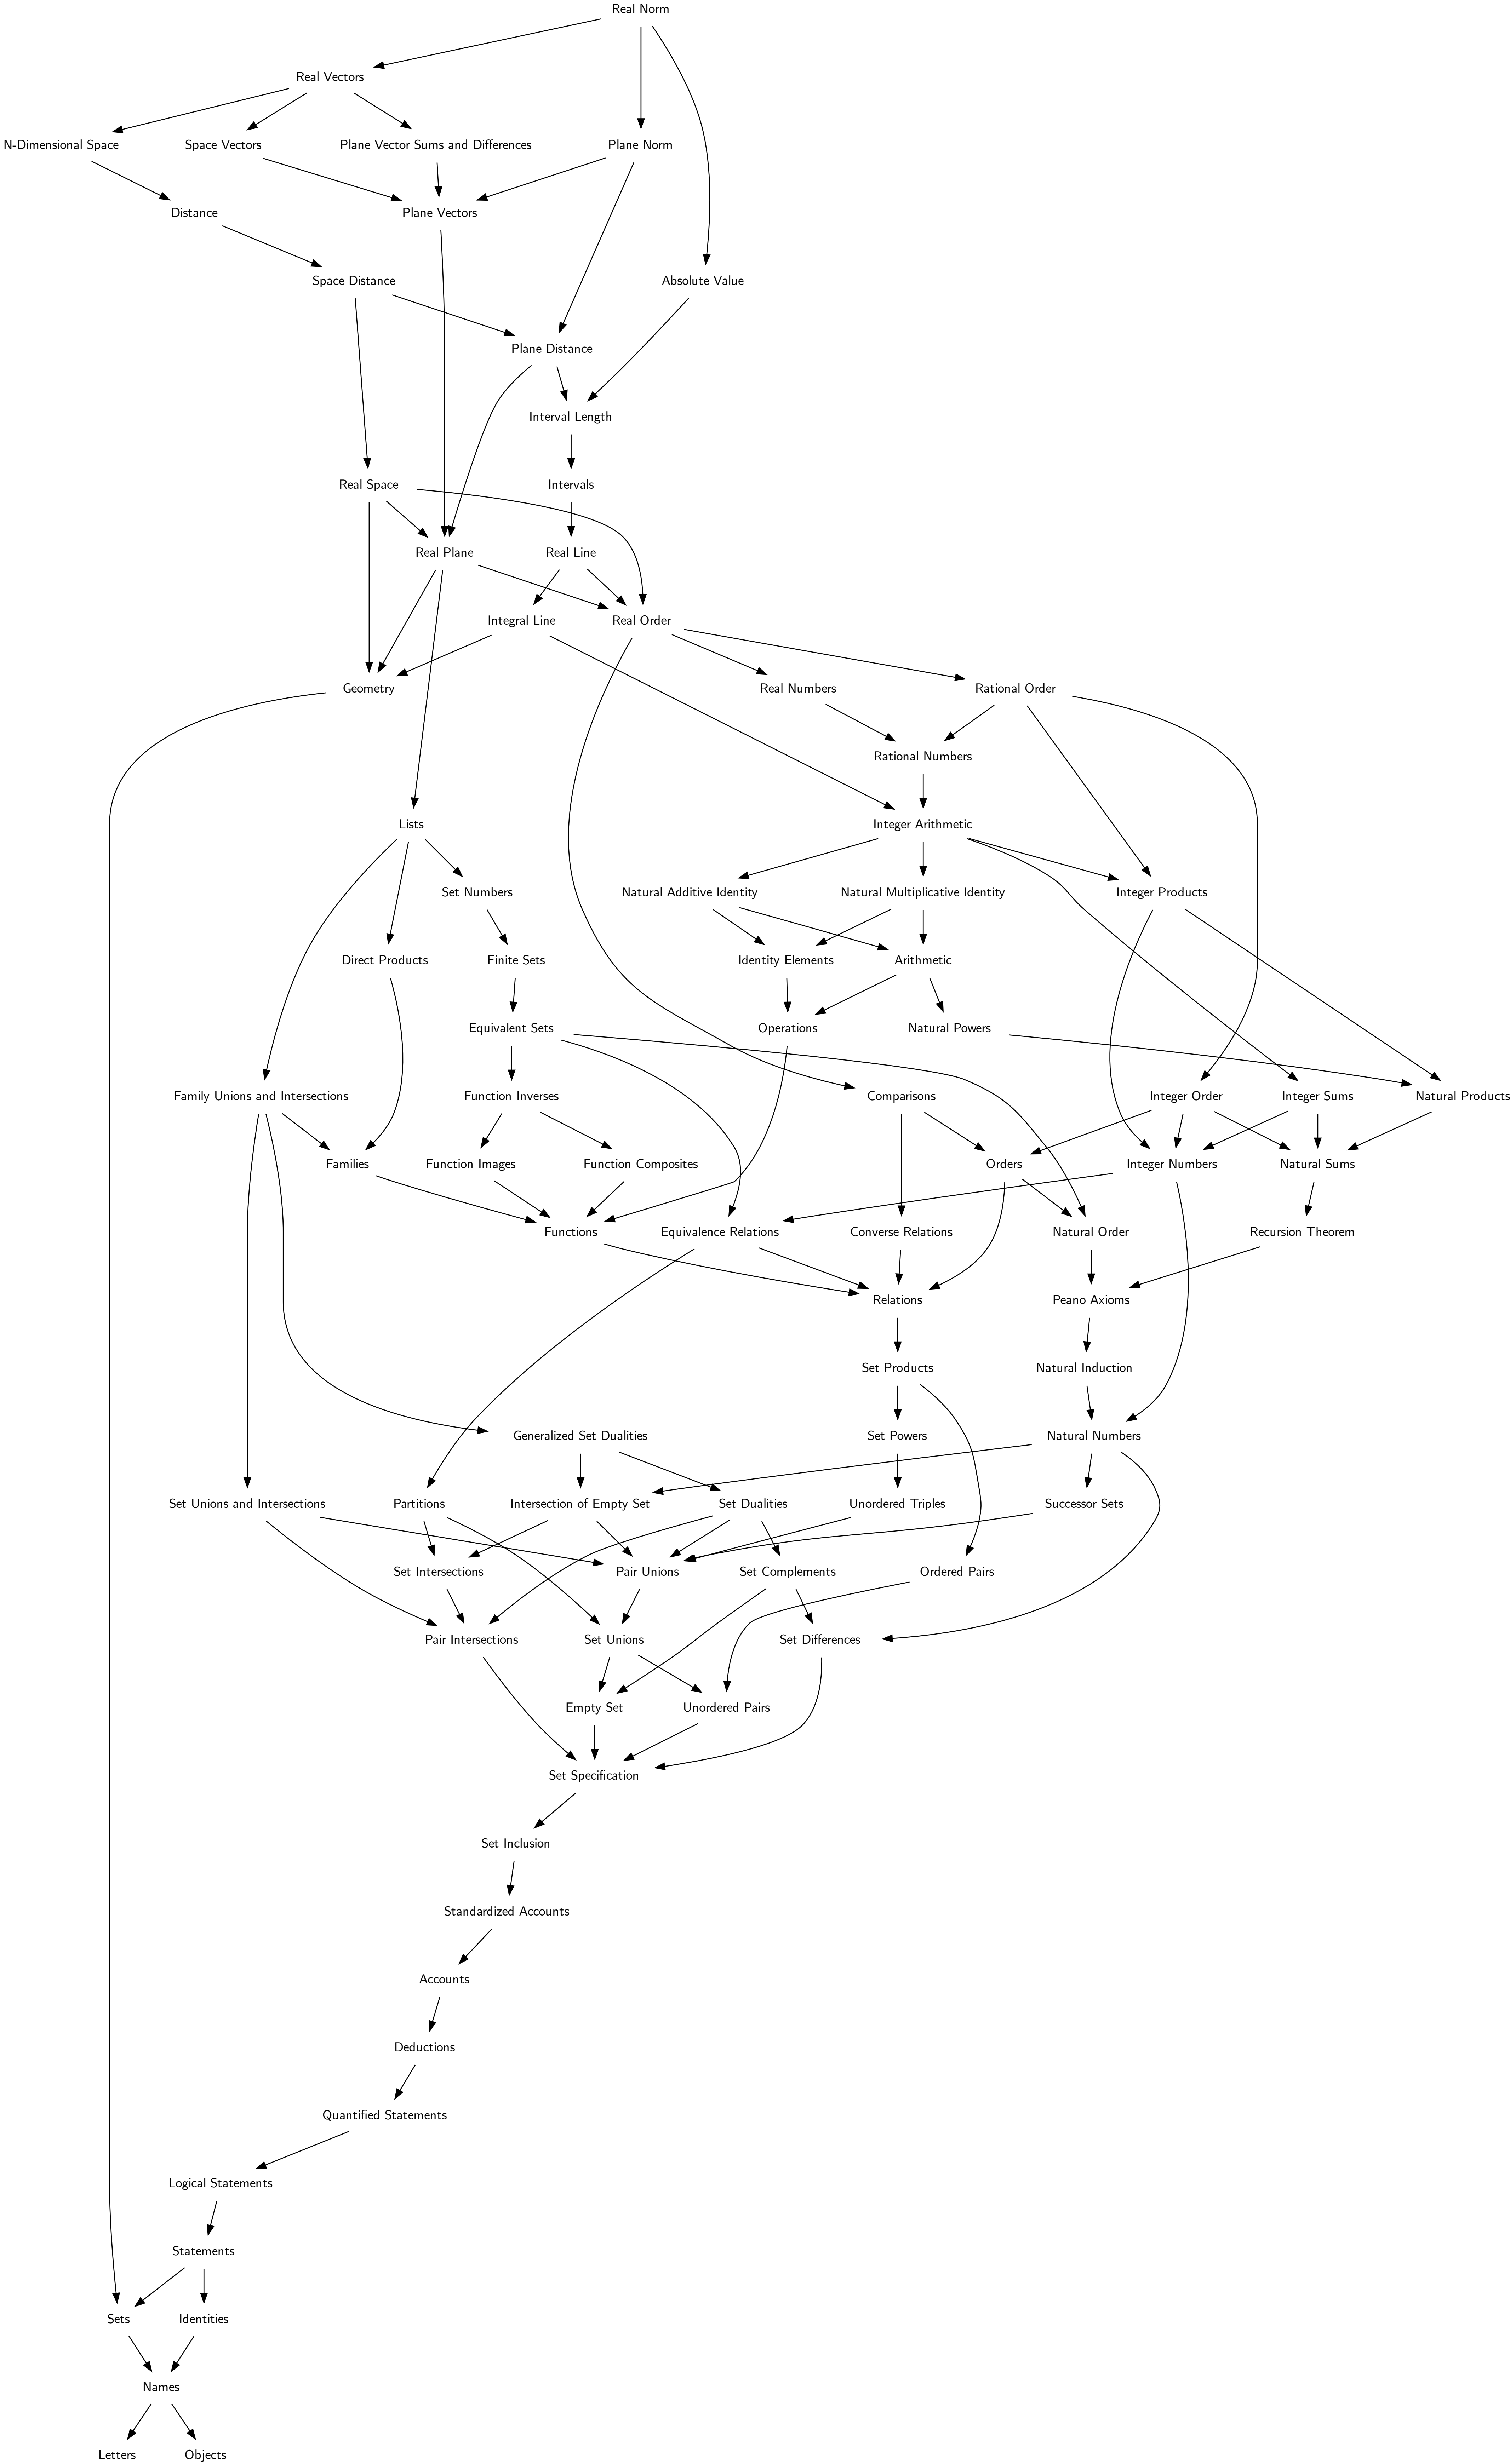 Real Norm
Real Vectors
N-Dimensional Space
Space Vectors
Plane Vector Sums and Differences
Plane Norm
Distance
Plane Vectors
Space Distance
Absolute Value
Plane Distance
Interval Length
Real Space
Intervals
Real Plane
Real Line
Integral Line
Real Order
Geometry
Real Numbers
Rational Order
Rational Numbers
Lists
Integer Arithmetic
Set Numbers
Natural Additive Identity
Natural Multiplicative Identity
Integer Products
Direct Products
Finite Sets
Identity Elements
Arithmetic
Equivalent Sets
Operations
Natural Powers
Family Unions and Intersections
Function Inverses
Comparisons
Integer Order
Integer Sums
Natural Products
Families
Function Images
Function Composites
Orders
Integer Numbers
Natural Sums
Functions
Equivalence Relations
Converse Relations
Natural Order
Recursion Theorem
Relations
Peano Axioms
Set Products
Natural Induction
Generalized Set Dualities
Set Powers
Natural Numbers
Set Unions and Intersections
Partitions
Intersection of Empty Set
Set Dualities
Unordered Triples
Successor Sets
Set Intersections
Pair Unions
Set Complements
Ordered Pairs
Pair Intersections
Set Unions
Set Differences
Empty Set
Unordered Pairs
Set Specification
Set Inclusion
Standardized Accounts
Accounts
Deductions
Quantified Statements
Logical Statements
Statements
Sets
Identities
Names
Letters
Objects